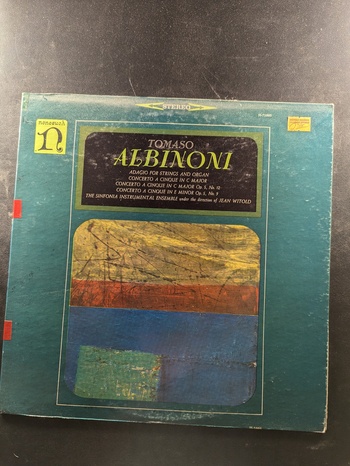 STEREO
nonesuch
n
TOMASO
ALBINONI
ADAGIO FOR STRINGS AND ORGAN
CONCERTO A CINQUE IN C MAJOR
CONCERTO A CINQUE IN C MAJOR Op. 5, No. 12
CONCERTO A CINQUE IN E MINOR Op. 5, No. 9
THE SINFONIA INSTRUMENTAL ENSEMBLE under the direction of JEAN WITOLD